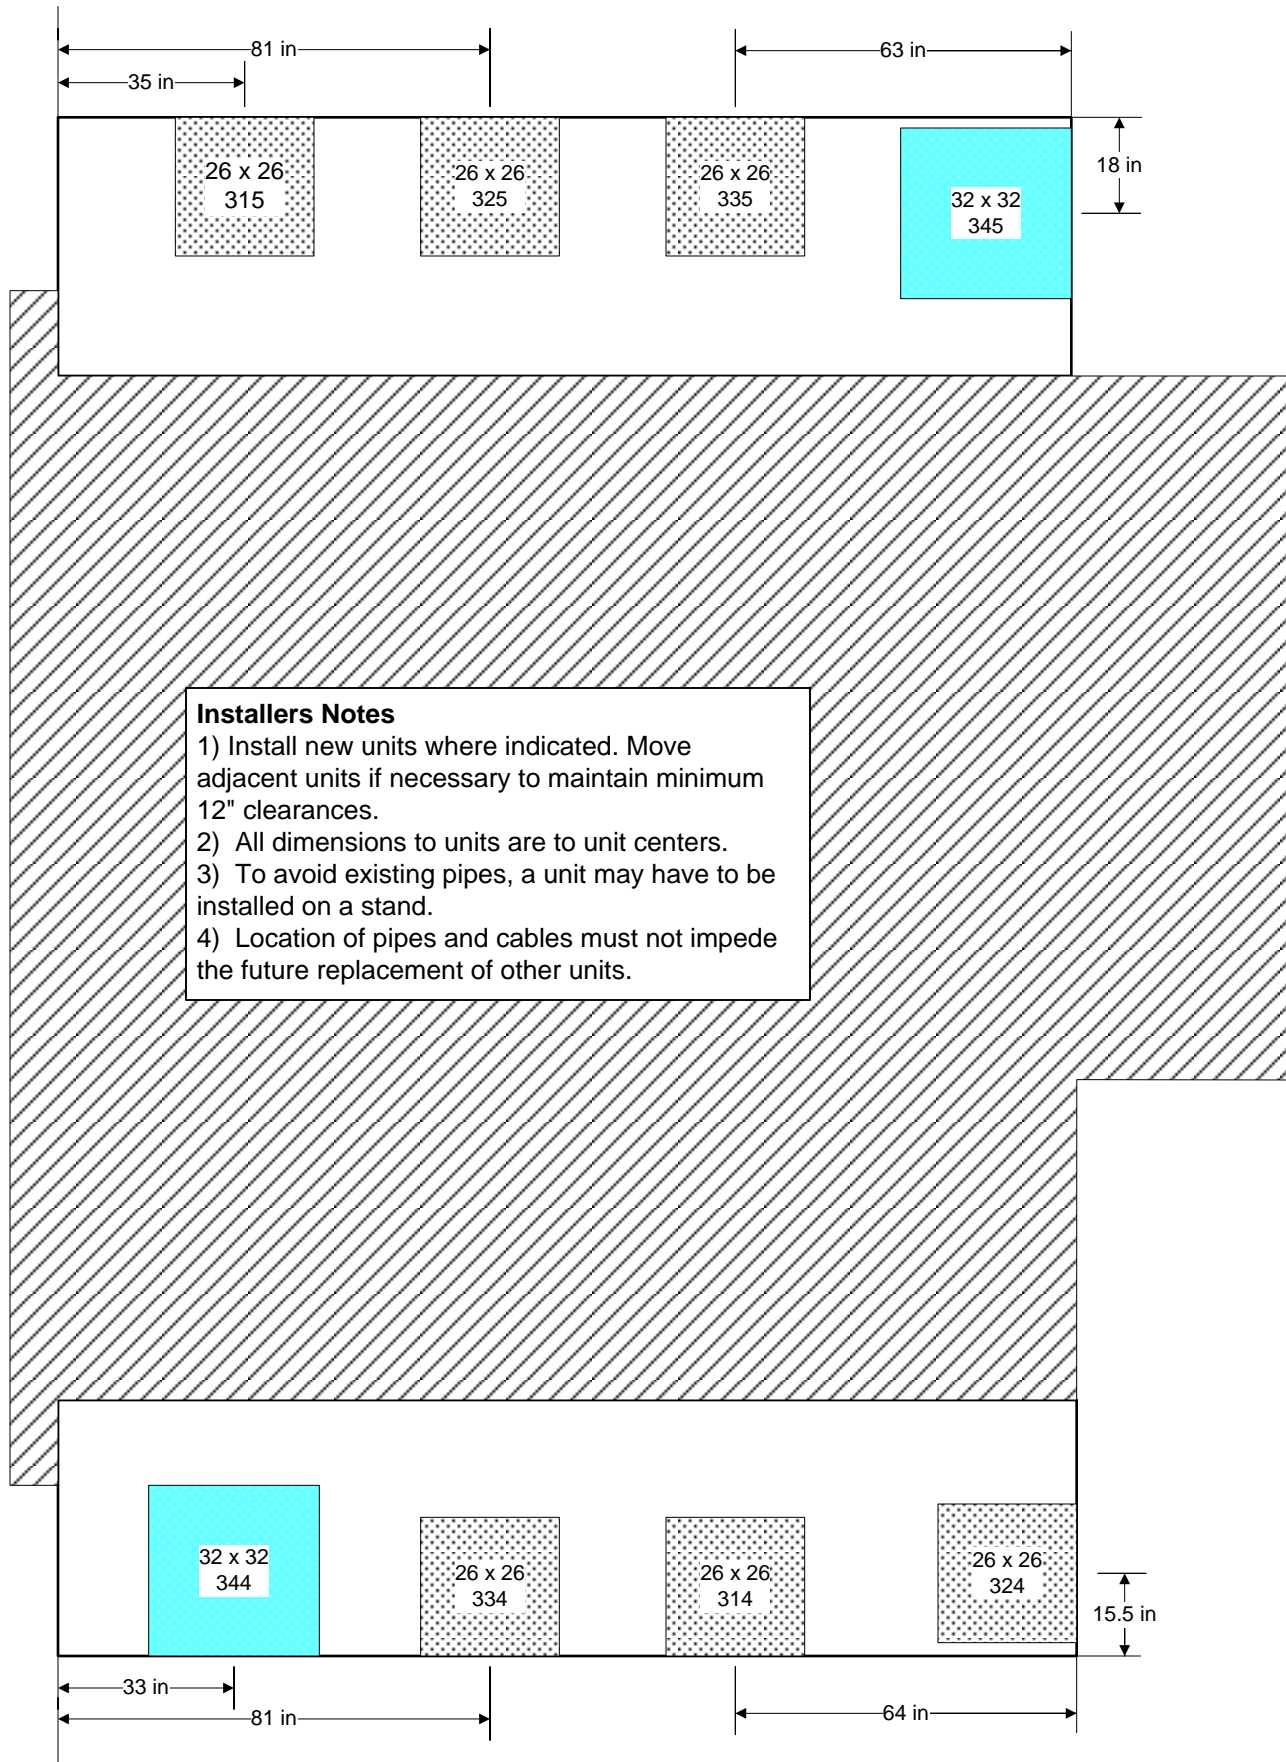 81 in
63 in
35 in
18 in
26 x 26
315
26 x 26
325
26 x 26
335
32 x 32
345
Installers Notes
1) Install new units where indicated. Move
adjacent units if necessary to maintain minimum
12" clearances.
2)  All dimensions to units are to unit centers.
3)  To avoid existing pipes, a unit may have to be
installed on a stand.
4)  Location of pipes and cables must not impede
the future replacement of other units.
32 x 32
344
26 x 26
334
26 x 26
314
26 x 26
324
15.5 in
33 in
81 in
64 in